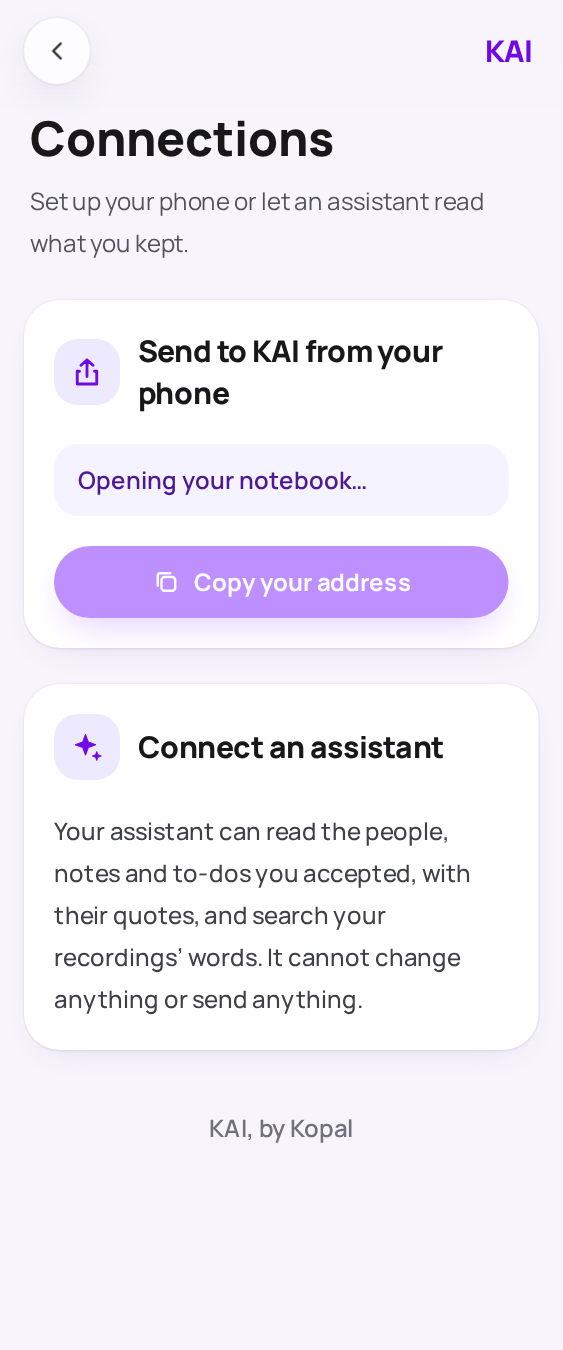 KAI
Connections
Set up your phone or let an assistant read
what you kept.
Send to KAI from your
phone
Opening your notebook…
Copy your address
Connect an assistant
Your assistant can read the people,
notes and to-dos you accepted, with
their quotes, and search your
recordings’ words. It cannot change
anything or send anything.
KAI, by Kopal